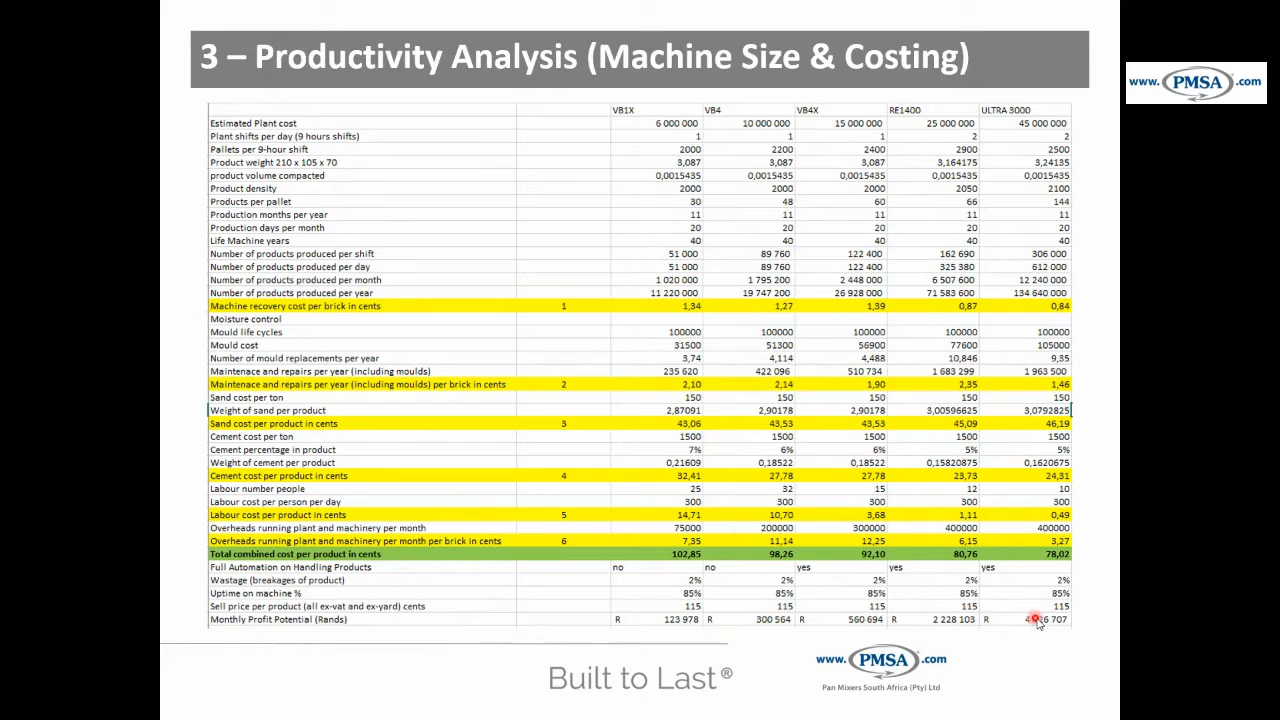 3 – Productivity Analysis (Machine Size & Costing)
www. PMSA .com
VB1X VB4 VB4X RE1400 ULTRA 3000
Estimated Plant cost 6 000 000 10 000 000 15 000 000 25 000 000 45 000 000
Plant shifts per day (9 hours shifts) 1 1 1 2 2
Pallets per 9-hour shift 2000 2200 2400 2900 2500
Product weight 210 x 105 x 70 3,087 3,087 3,087 3,164175 3,24135
product volume compacted 0,0015435 0,0015435 0,0015435 0,0015435 0,0015435
Product density 2000 2000 2000 2050 2100
Products per pallet 30 48 60 66 144
Production months per year 11 11 11 11 11
Production days per month 20 20 20 20 20
Life Machine years 40 40 40 40 40
Number of products produced per shift 51 000 89 760 122 400 162 690 306 000
Number of products produced per day 51 000 89 760 122 400 325 380 612 000
Number of products produced per month 1 020 000 1 795 200 2 448 000 6 507 600 12 240 000
Number of products produced per year 11 220 000 19 747 200 26 928 000 71 583 600 134 640 000
Machine recovery cost per brick in cents 1 1,34 1,27 1,39 0,87 0,84
Moisture control
Mould life cycles 100000 100000 100000 100000 100000
Mould cost 31500 51300 56900 77600 105000
Number of mould replacements per year 3,74 4,114 4,488 10,846 9,35
Maintenace and repairs per year (including moulds) 235 620 422 096 510 734 1 683 299 1 963 500
Maintenace and repairs per year (including moulds) per brick in cents 2 2,10 2,14 1,90 2,35 1,46
Sand cost per ton 150 150 150 150 150
Weight of sand per product 2,87091 2,90178 2,90178 3,00596625 3,0792825
Sand cost per product in cents 3 43,06 43,53 43,53 45,09 46,19
Cement cost per ton 1500 1500 1500 1500 1500
Cement percentage in product 7% 6% 6% 5% 5%
Weight of cement per product 0,21609 0,18522 0,18522 0,15820875 0,1620675
Cement cost per product in cents 4 32,41 27,78 27,78 23,73 24,31
Labour number people 25 32 15 12 10
Labour cost per person per day 300 300 300 300 300
Labour cost per product in cents 5 14,71 10,70 3,68 1,11 0,49
Overheads running plant and machinery per month 75000 200000 300000 400000 400000
Overheads running plant and machinery per month per brick in cents 6 7,35 11,14 12,25 6,15 3,27
Total combined cost per product in cents 102,85 98,26 92,10 80,76 78,02
Full Automation on Handling Products no no yes yes yes
Wastage (breakages of product) 2% 2% 2% 2% 2%
Uptime on machine % 85% 85% 85% 85% 85%
Sell price per product (all ex-vat and ex-yard) cents 115 115 115 115 115
Monthly Profit Potential (Rands) R 123 978 R 300 564 R 560 694 R 2 228 103 R 707
Built to Last®
www. PMSA .com
Pan Mixers South Africa (Pty) Ltd